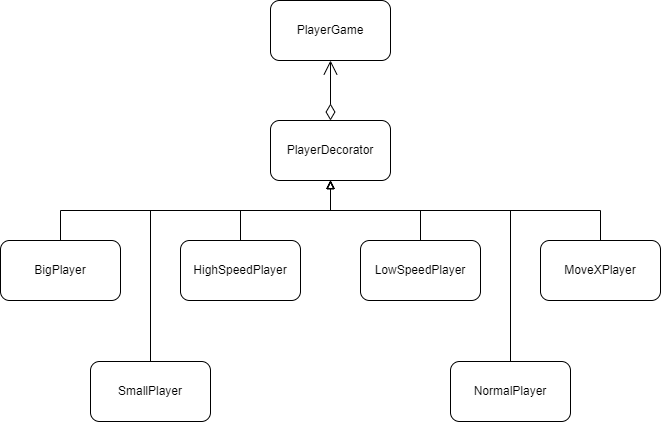 PlayerGame
PlayerDecorator
BigPlayer
HighSpeedPlayer
LowSpeedPlayer
MoveXPlayer
SmallPlayer
NormalPlayer